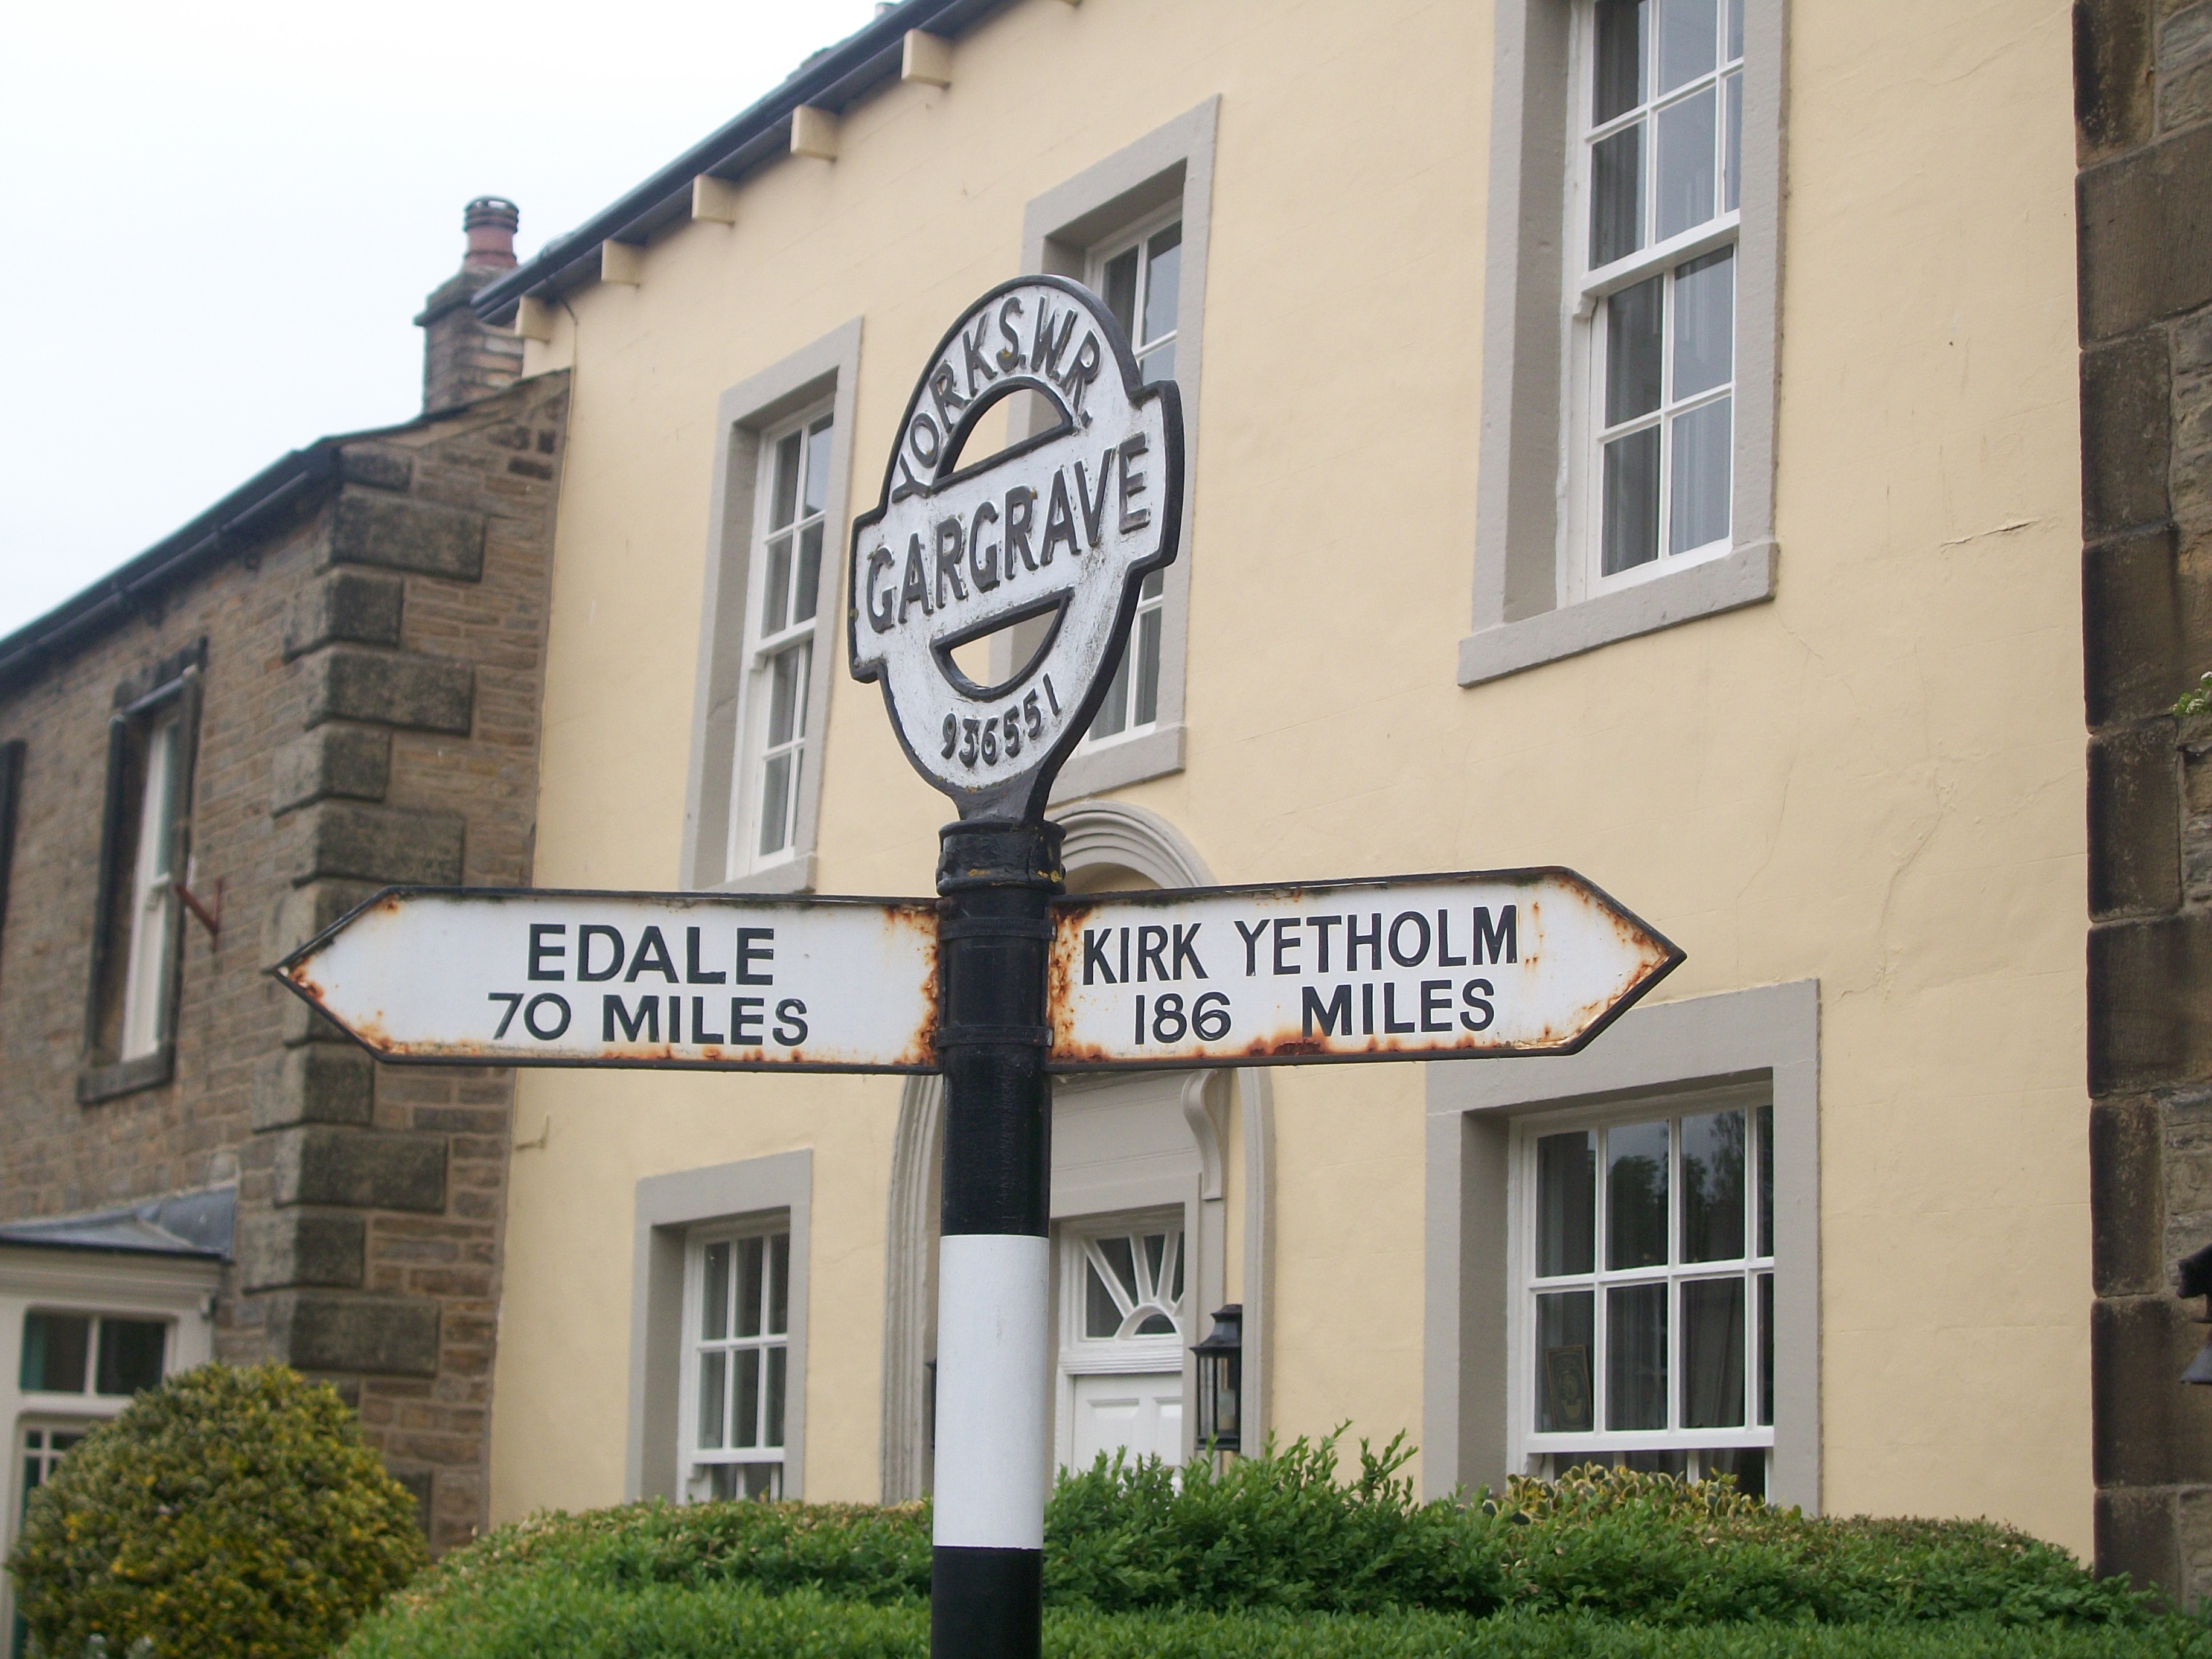 YORKS.W.R.
GARGRAVE
936551
EDALE
70 MILES
KIRK YETHOLM
186 MILES